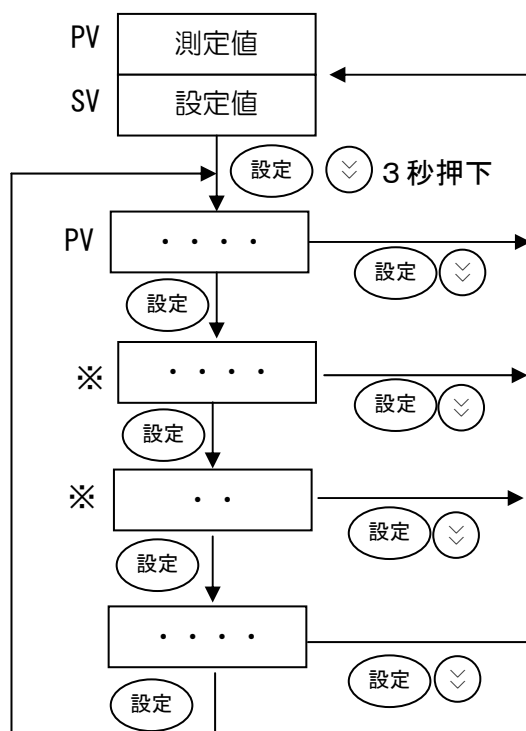 PV 測定値
SV 設定値
設定 3秒押下
PV ・・・・
設定
設定
※ ・・・・
設定
設定
※ ・・
設定
設定
・・・・
設定
設定